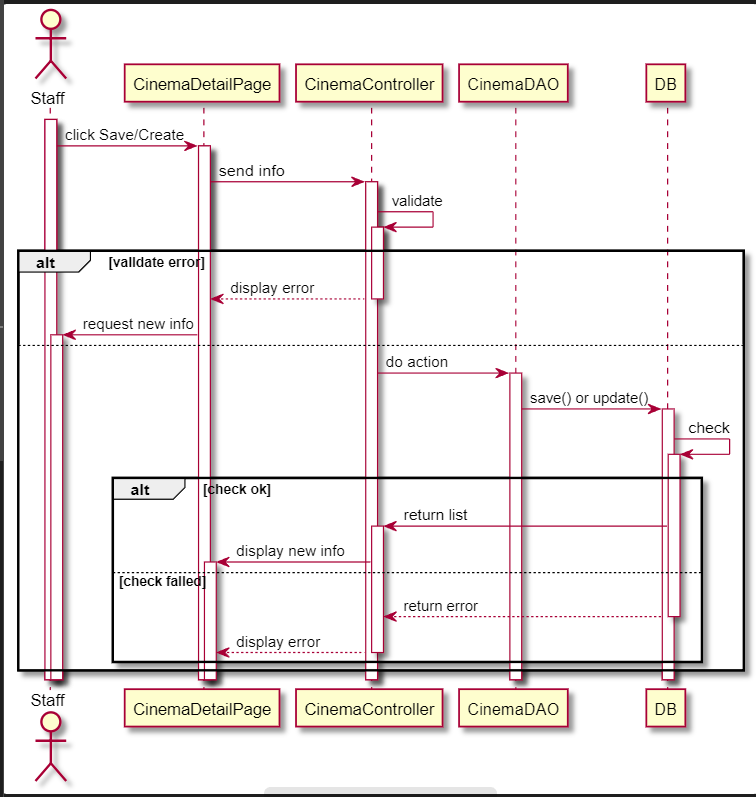 Staff
CinemaDetailPage
CinemaController
CinemaDAO
DB
click Save/Create
send info
validate
alt
[valldate error]
display error
request new info
do action
save() or update()
check
alt
[check ok]
return list
display new info
[check failed]
return error
display error
Staff
CinemaDetailPage
CinemaController
CinemaDAO
DB